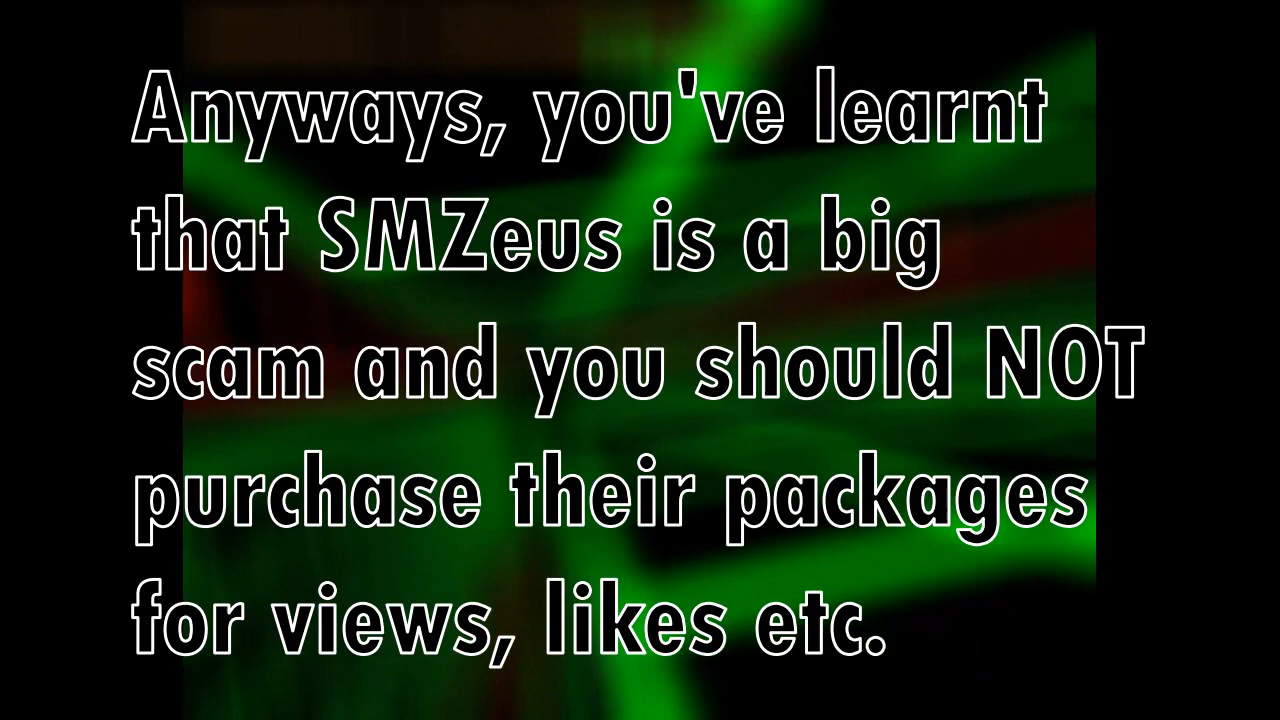 Anyways, you've learnt
that SMZeus is a big
scam and you should NOT
purchase their packages
for views, likes etc.